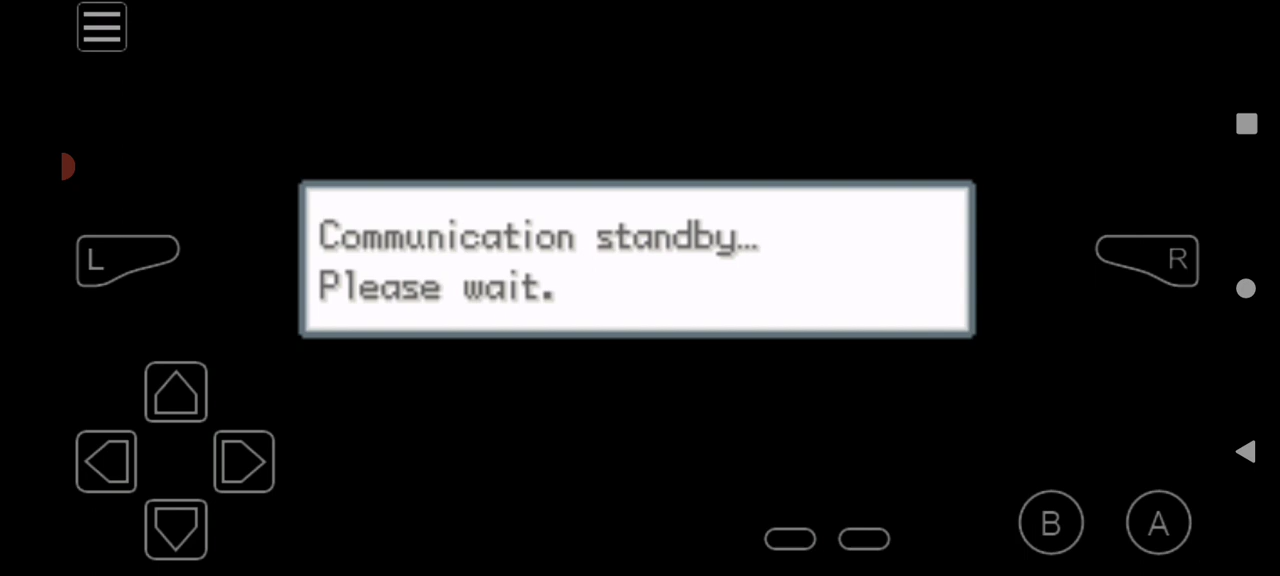 L
Communication standby…
Please wait.
R
B
A